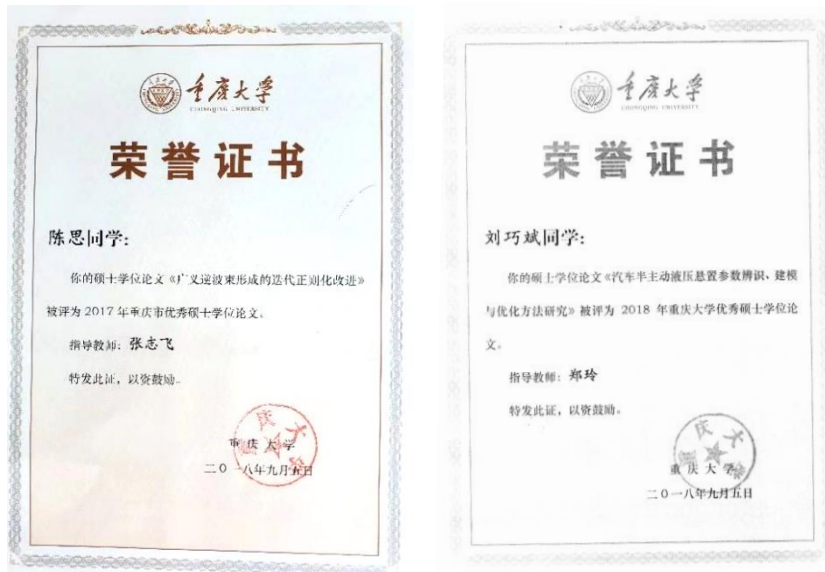 重庆大学
CHONGQING UNIVERSITY
荣誉证书
陈思同学：
你的硕士学位论文《广义逆波束形成的迭代正则化改进》
被评为 2017 年重庆市优秀硕士学位论文。
指导教师：张志飞
特发此证，以资鼓励。
重庆大学
二〇一八年九月五日
重庆大学
CHONGQING UNIVERSITY
荣誉证书
刘巧斌同学：
你的硕士学位论文《汽车半主动液压悬置参数辨识、建模
与优化方法研究》被评为 2018 年重庆大学优秀硕士学位论
文。
指导教师：郑玲
特发此证，以资鼓励。
重庆大学
二〇一八年九月五日